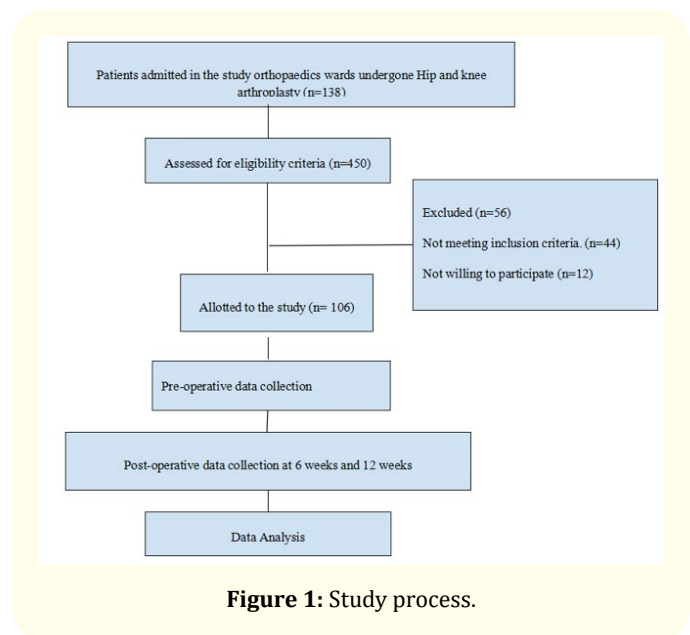 Patients admitted in the study orthopaedics wards undergone Hip and knee
arthroplasty (n=138)
Assessed for eligibility criteria (n=450)
Excluded (n=56)
Not meeting inclusion criteria. (n=44)
Not willing to participate (n=12)
Allotted to the study (n= 106)
Pre-operative data collection
Post-operative data collection at 6 weeks and 12 weeks
Data Analysis
Figure 1: Study process.